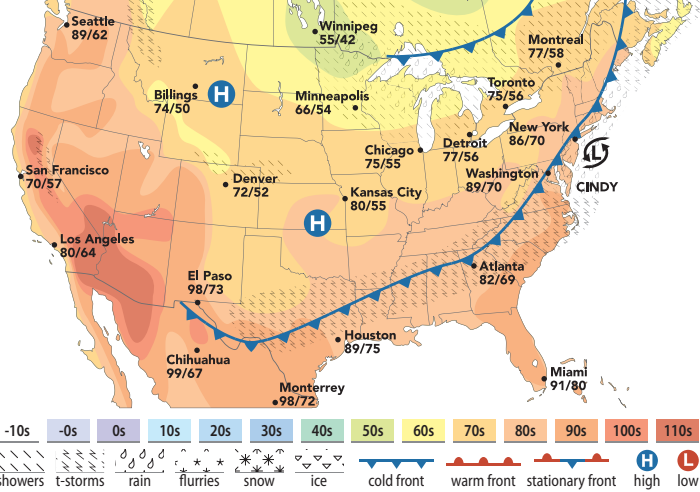 Seattle
89/62
Winnipeg
55/42
Montreal
77/58
Billings
74/50
H
Minneapolis
66/54
Toronto
75/56
New York
86/70
Chicago
75/55
Detroit
77/56
L
CINDY
San Francisco
70/57
Denver
72/52
Kansas City
80/55
Washington
89/70
H
Los Angeles
80/64
El Paso
98/73
Atlanta
82/69
Chihuahua
99/67
Houston
89/75
Monterrey
98/72
Miami
91/80
-10s -0s 0s 10s 20s 30s 40s 50s 60s 70s 80s 90s 100s 110s
H L
showers t-storms rain flurries snow ice cold front warm front stationary front high low